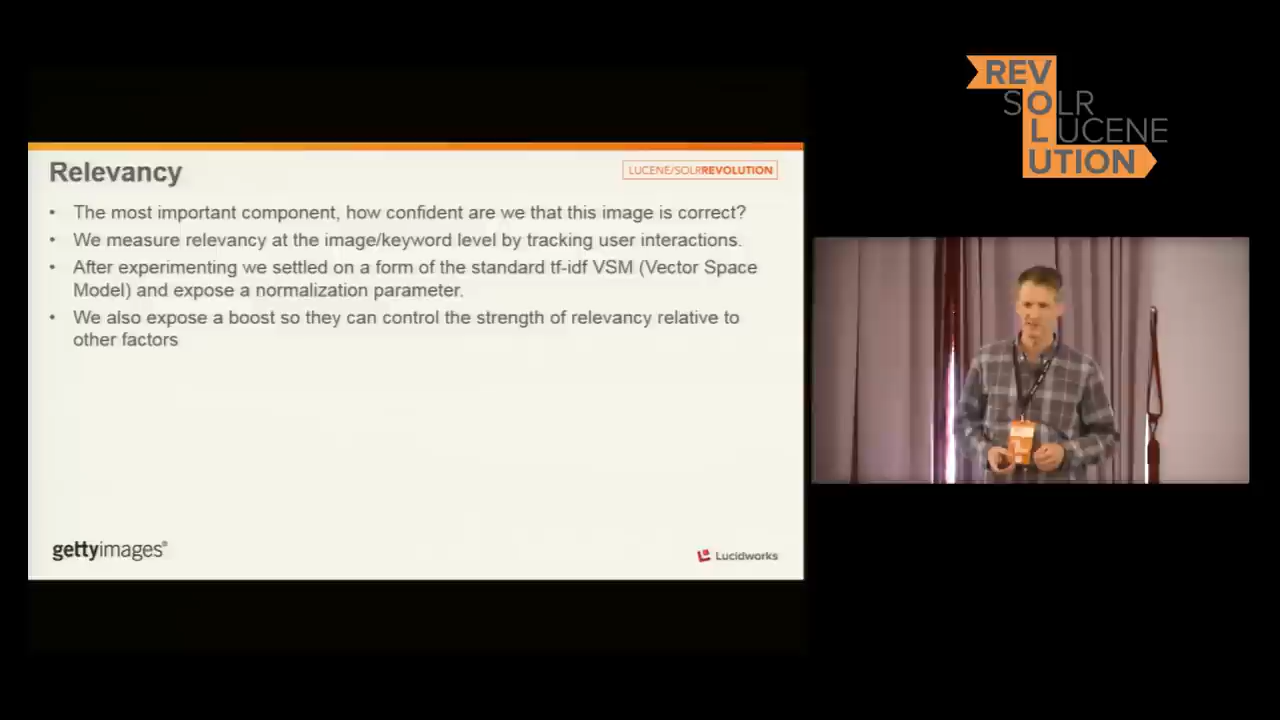 REV
SOLR
O
L
LUCENE
UTION
Relevancy
LUCENE/SOLRREVOLUTION
• The most important component, how confident are we that this image is correct?
• We measure relevancy at the image/keyword level by tracking user interactions.
• After experimenting we settled on a form of the standard tf-idf VSM (Vector Space
Model) and expose a normalization parameter.
• We also expose a boost so they can control the strength of relevancy relative to
other factors
gettyimages®
Lucidworks